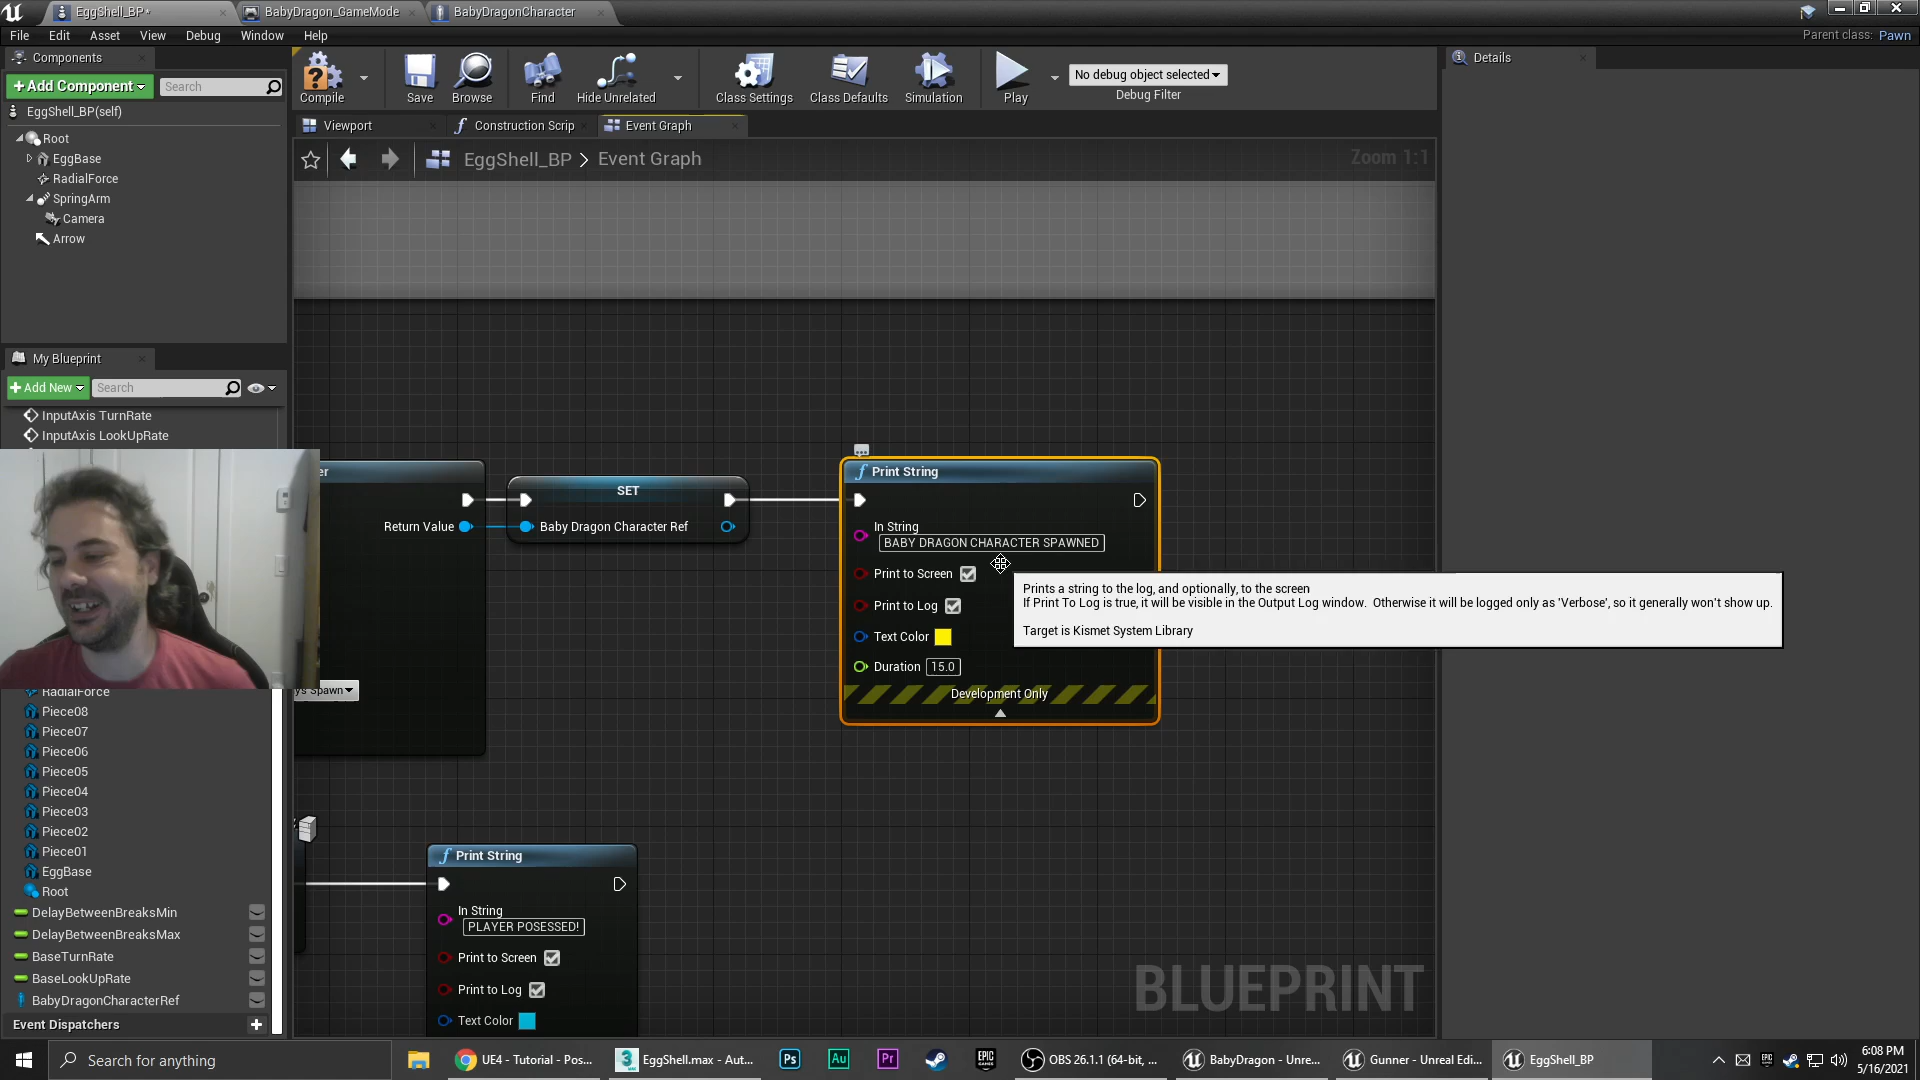 EggShell_BP*
BabyDragon_GameMode
BabyDragonCharacter
File Edit Asset View Debug Window Help
Parent class: Pawn
Components
Details
+Add Component
Search
Compile
Save
Browse
Find
Hide Unrelated
Class Settings
Class Defaults
Simulation
Play
No debug object selected
Debug Filter
EggShell_BP(self)
Viewport
Construction Scrip
Event Graph
Root
EggBase
RadialForce
SpringArm
Camera
Arrow
EggShell_BP > Event Graph
Zoom 1:1
My Blueprint
+Add New
Search
InputAxis TurnRate
InputAxis LookUpRate
er
Return Value
ys Spawn
SET
Baby Dragon Character Ref
Print String
In String
BABY DRAGON CHARACTER SPAWNED
Print to Screen
Print to Log
Text Color
Duration 15.0
Development Only
Prints a string to the log, and optionally, to the screen
If Print To Log is true, it will be visible in the Output Log window. Otherwise it will be logged only as 'Verbose', so it generally won't show up.
Target is Kismet System Library
RadialForce
Piece08
Piece07
Piece06
Piece05
Piece04
Piece03
Piece02
Piece01
EggBase
Root
DelayBetweenBreaksMin
DelayBetweenBreaksMax
BaseTurnRate
BaseLookUpRate
BabyDragonCharacterRef
Event Dispatchers
Print String
In String
PLAYER POSESSED!
Print to Screen
Print to Log
Text Color
BLUEPRINT
Search for anything
UE4 - Tutorial - Pos...
EggShell.max - Aut...
Ps
Au
Pr
EPIC GAMES
OBS 26.1.1 (64-bit, ...
BabyDragon - Unre...
Gunner - Unreal Edi...
EggShell_BP
6:08 PM
5/16/2021